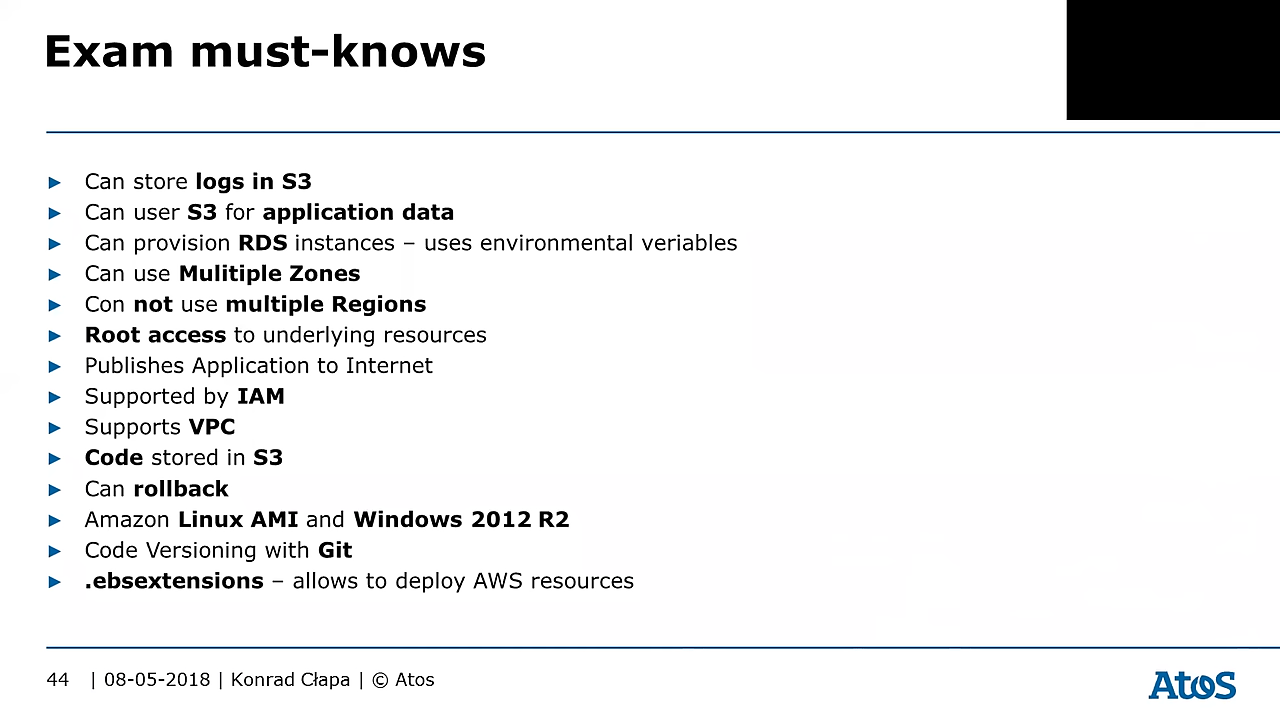 Exam must-knows
► Can store logs in S3
► Can user S3 for application data
► Can provision RDS instances – uses environmental veriables
► Can use Mulitiple Zones
► Con not use multiple Regions
► Root access to underlying resources
► Publishes Application to Internet
► Supported by IAM
► Supports VPC
► Code stored in S3
► Can rollback
► Amazon Linux AMI and Windows 2012 R2
► Code Versioning with Git
► .ebsextensions – allows to deploy AWS resources
44 | 08-05-2018 | Konrad Cłapa | © Atos
Atos